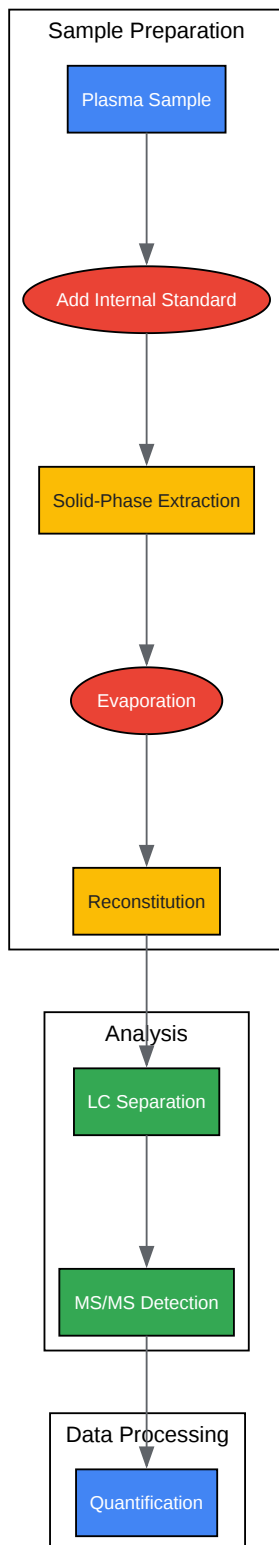 Sample Preparation
Plasma Sample
Add Internal Standard
Solid-Phase Extraction
Evaporation
Reconstitution
Analysis
LC Separation
MS/MS Detection
Data Processing
Quantification